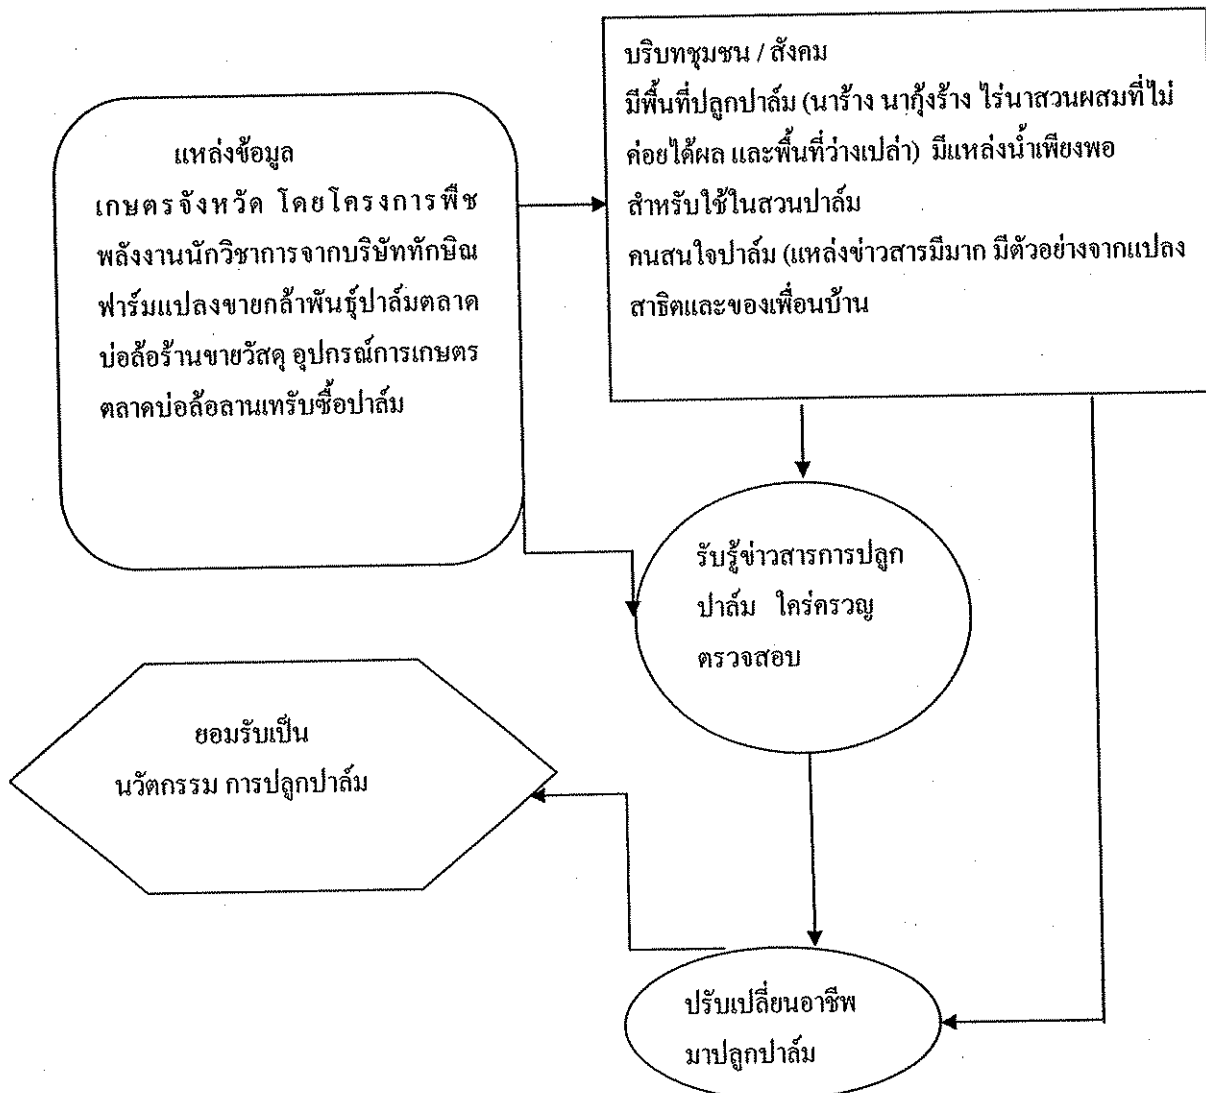 แหล่งข้อมูล
เกษตรจังหวัด โดยโครงการพืช
พลังงานนักวิชาการจากบริษัททักษิณ
ฟาร์มแปลงขายกล้าพันธุ์ปาล์มตลาด
บ่อล้อร้านขายวัสดุ อุปกรณ์การเกษตร
ตลาดบ่อล้อลานเทรับซื้อปาล์ม
บริบทชุมชน / สังคม
มีพื้นที่ปลูกปาล์ม (นาร้าง นากุ้งร้าง ไร่นาสวนผสมที่ไม่
ค่อยได้ผล และพื้นที่ว่างเปล่า) มีแหล่งน้ำเพียงพอ
สำหรับใช้ในสวนปาล์ม
คนสนใจปาล์ม (แหล่งข่าวสารมีมาก มีตัวอย่างจากแปลง
สาธิตและของเพื่อนบ้าน
รับรู้ข่าวสารการปลูก
ปาล์ม ใคร่ครวญ
ตรวจสอบ
ยอมรับเป็น
นวัตกรรม การปลูกปาล์ม
ปรับเปลี่ยนอาชีพ
มาปลูกปาล์ม